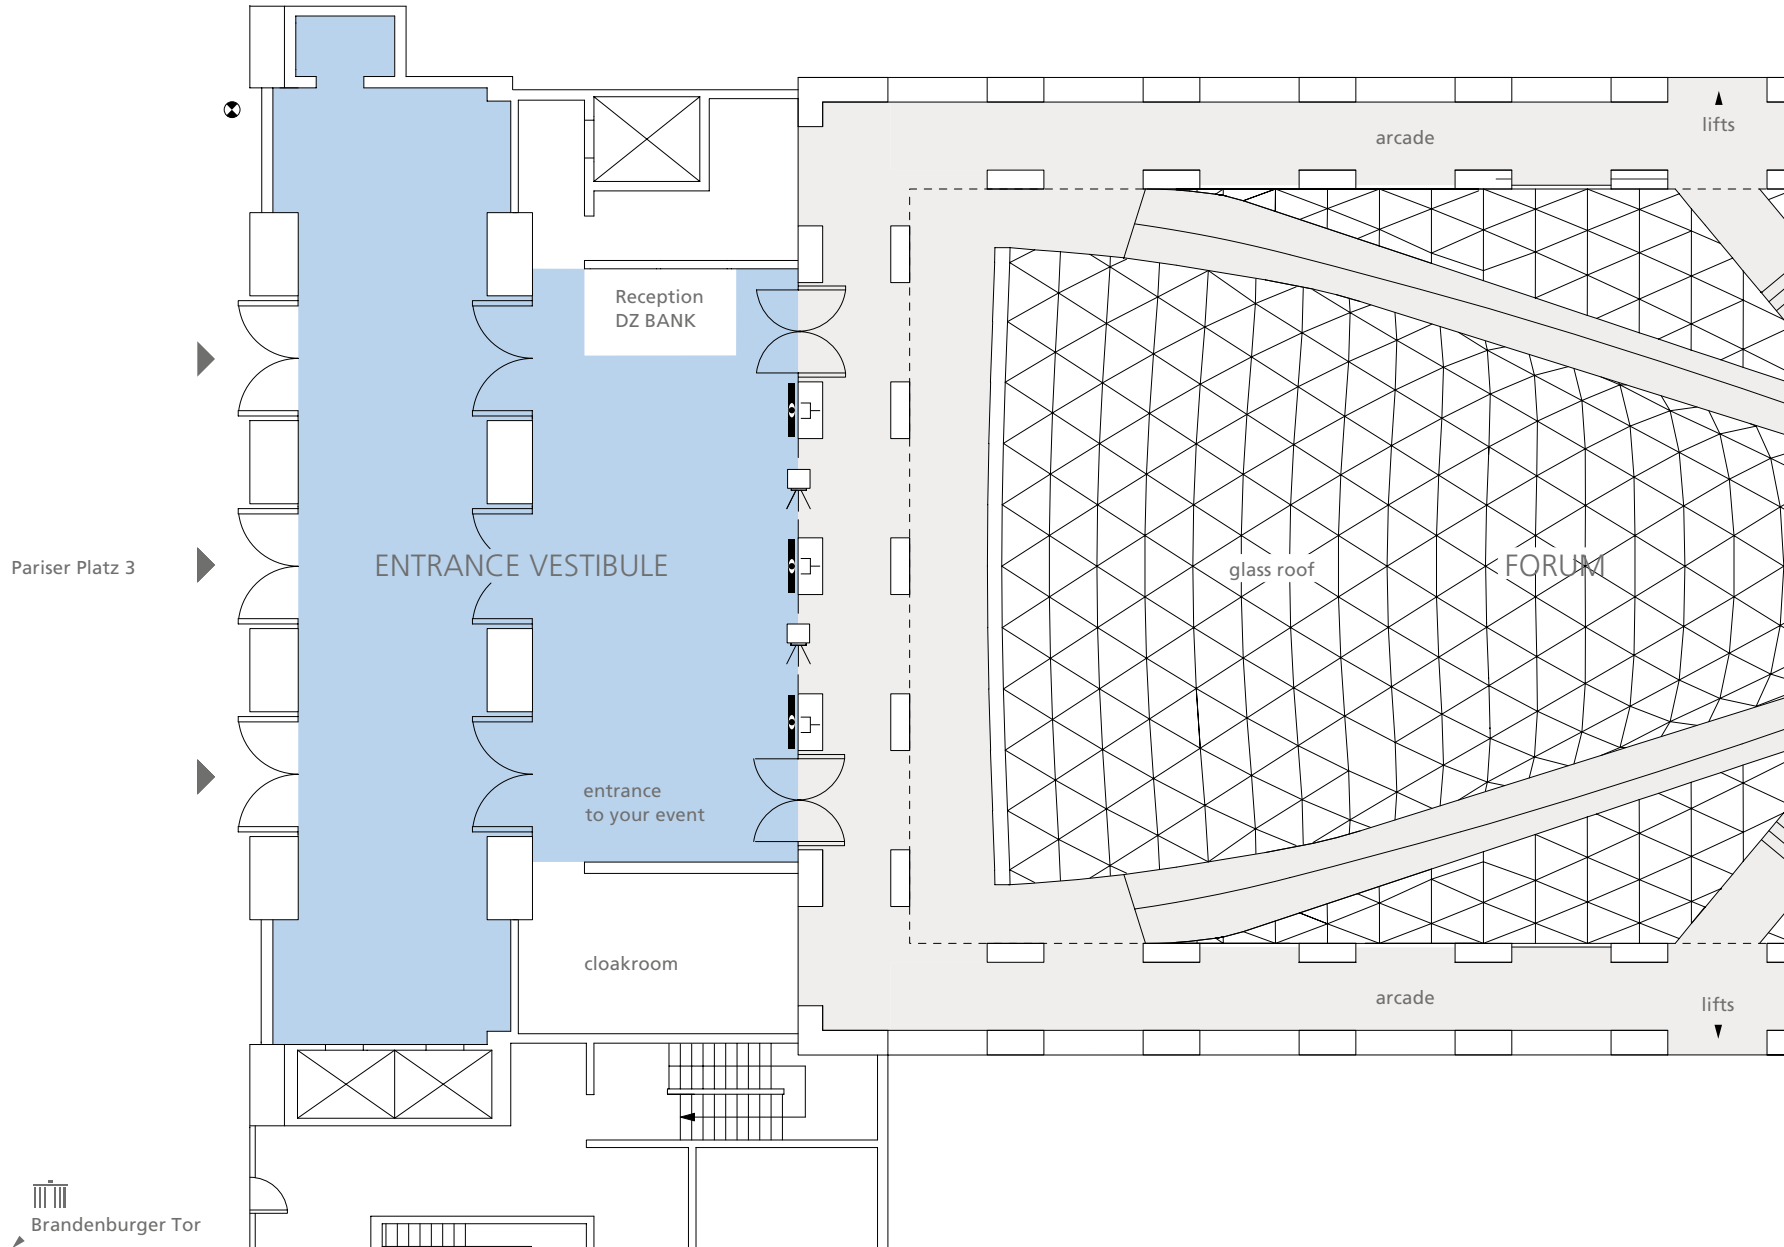 lifts
arcade
Reception
DZ BANK
Pariser Platz 3
ENTRANCE VESTIBULE
glass roof
FORUM
entrance
to your event
cloakroom
arcade
lifts
Brandenburger Tor